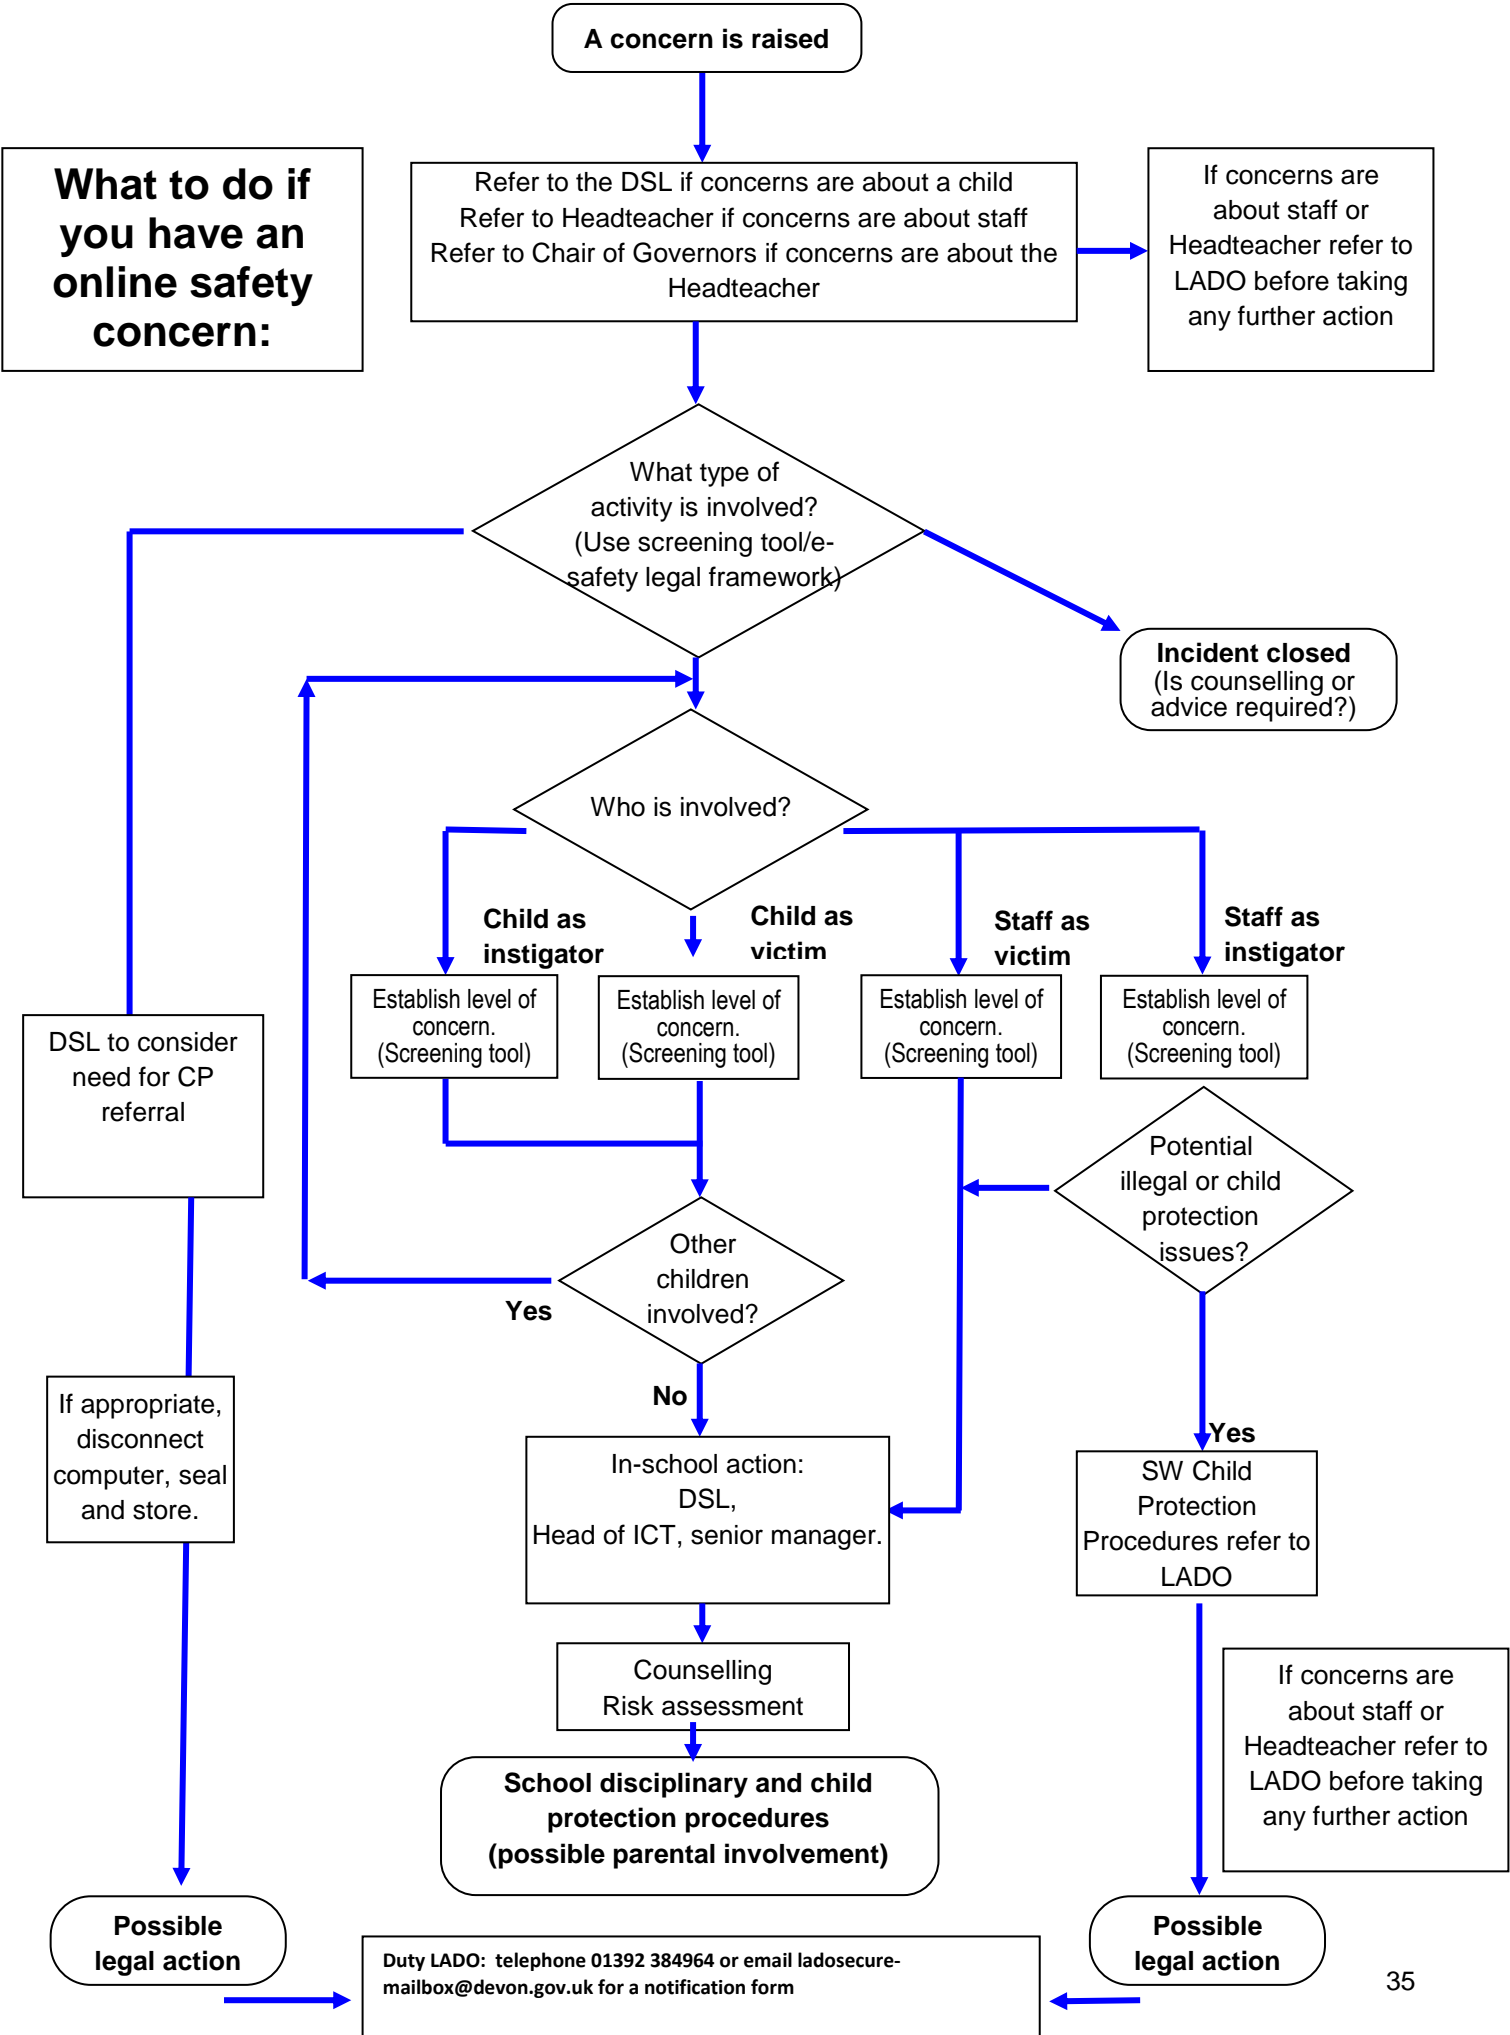 A concern is raised
What to do if
you have an
online safety
concern:
Refer to the DSL if concerns are about a child
Refer to Headteacher if concerns are about staff
Refer to Chair of Governors if concerns are about the
Headteacher
If concerns are
about staff or
Headteacher refer to
LADO before taking
any further action
What type of
activity is involved?
(Use screening tool/e-
safety legal framework)
Incident closed
(Is counselling or
advice required?)
Who is involved?
Child as
instigator
Child as
victim
Staff as
victim
Staff as
instigator
Establish level of
concern.
(Screening tool)
Establish level of
concern.
(Screening tool)
Establish level of
concern.
(Screening tool)
Establish level of
concern.
(Screening tool)
DSL to consider
need for CP
referral
Potential
illegal or child
protection
issues?
Other
children
involved?
Yes
No
If appropriate,
disconnect
computer, seal
and store.
In-school action:
DSL,
Head of ICT, senior manager.
Yes
SW Child
Protection
Procedures refer to
LADO
Counselling
Risk assessment
If concerns are
about staff or
Headteacher refer to
LADO before taking
any further action
School disciplinary and child
protection procedures
(possible parental involvement)
Possible
legal action
Possible
legal action
Duty LADO: telephone 01392 384964 or email ladosecure-
mailbox@devon.gov.uk for a notification form
35